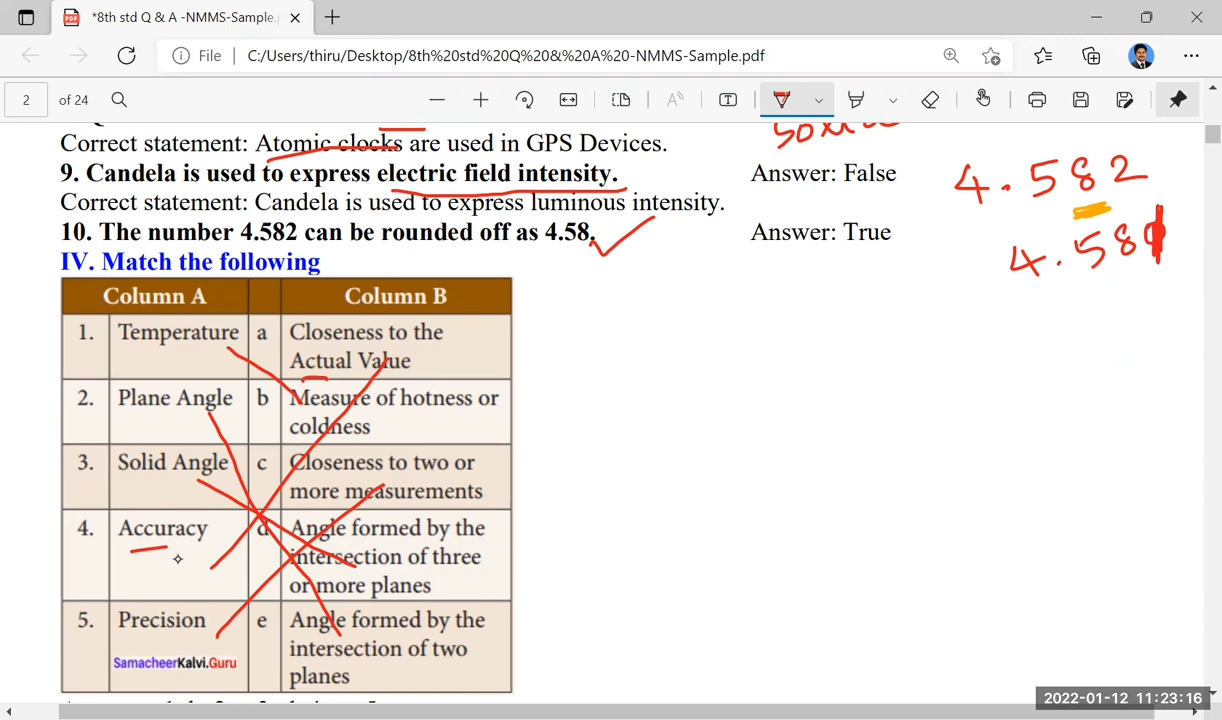 *8th std Q & A -NMMS-Sample.
File C:/Users/thiru/Desktop/8th%20std%20Q%20&%20A%20-NMMS-Sample.pdf
2 of 24
Correct statement: Atomic clocks are used in GPS Devices.
9. Candela is used to express electric field intensity. Answer: False
Correct statement: Candela is used to express luminous intensity.
10. The number 4.582 can be rounded off as 4.58. Answer: True
4.582
4.58
IV. Match the following
Column A Column B
1. Temperature a Closeness to the
Actual Value
2. Plane Angle b Measure of hotness or
coldness
3. Solid Angle c Closeness to two or
more measurements
4. Accuracy d Angle formed by the
intersection of three
or more planes
5. Precision e Angle formed by the
intersection of two
planes
SamacheerKalvi.Guru
2022-01-12 11:23:16